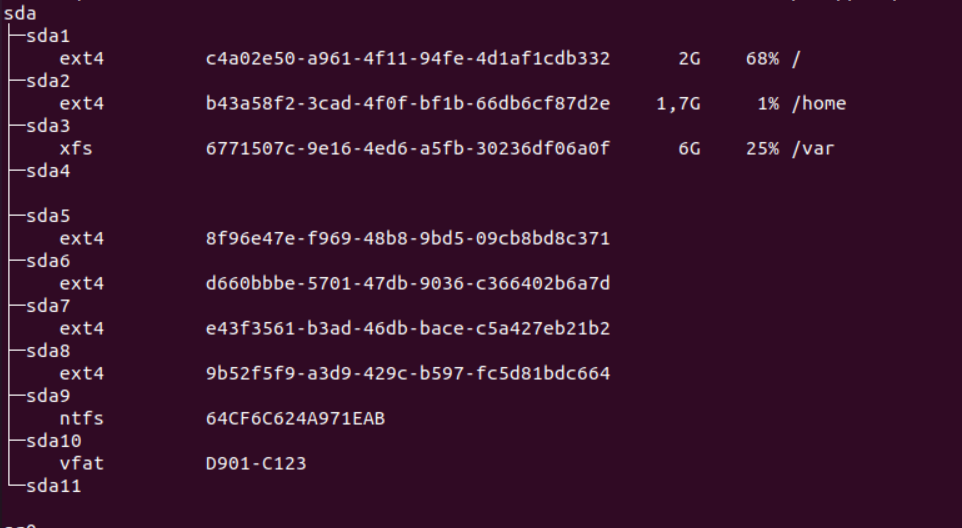 sda
├─sda1
     ext4         c4a02e50-a961-4f11-94fe-4d1af1cdb332      2G    68% /
├─sda2
     ext4         b43a58f2-3cad-4f0f-bf1b-66db6cf87d2e    1,7G     1% /home
├─sda3
     xfs          6771507c-9e16-4ed6-a5fb-30236df06a0f      6G    25% /var
├─sda4
├─sda5
     ext4         8f96e47e-f969-48b8-9bd5-09cb8bd8c371
├─sda6
     ext4         d660bbbe-5701-47db-9036-c366402b6a7d
├─sda7
     ext4         e43f3561-b3ad-46db-bace-c5a427eb21b2
├─sda8
     ext4         9b52f5f9-a3d9-429c-b597-fc5d81bdc664
├─sda9
     ntfs         64CF6C624A971EAB
├─sda10
     vfat         D901-C123
└─sda11